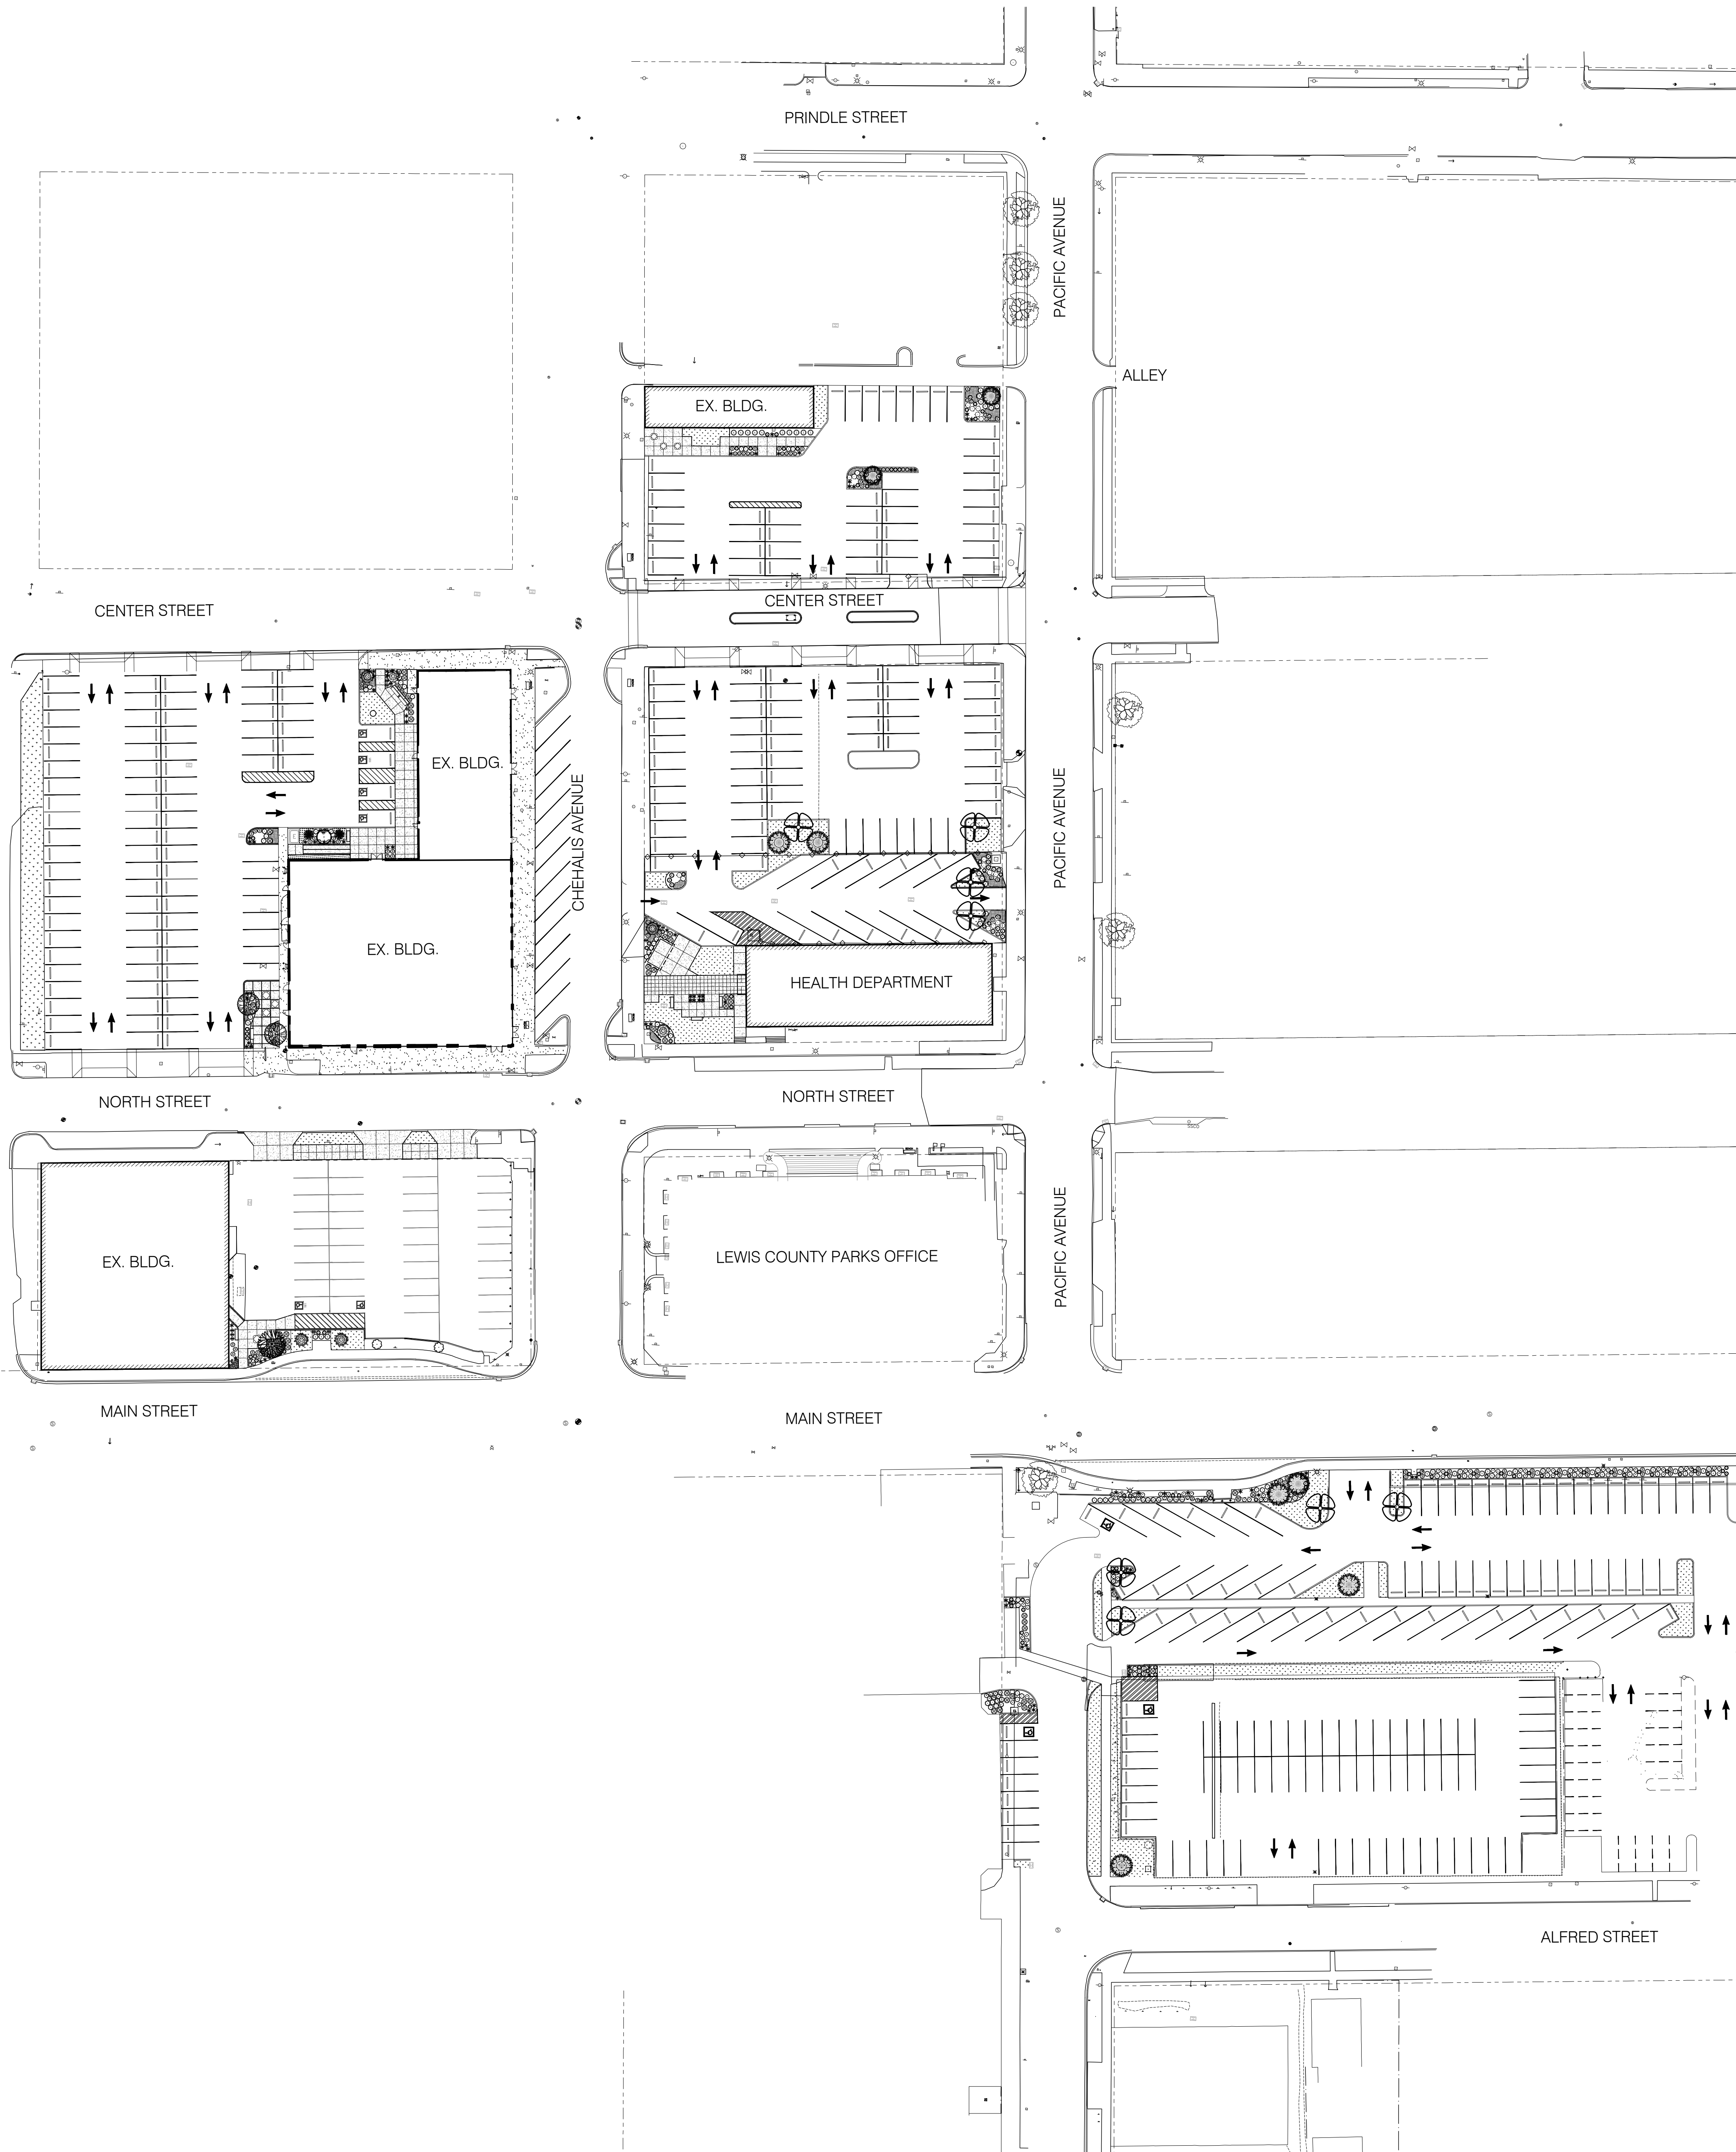 PRINDLE STREET
PACIFIC AVENUE
ALLEY
EX. BLDG.
CENTER STREET
CENTER STREET
EX. BLDG.
CHEHALIS AVENUE
PACIFIC AVENUE
EX. BLDG.
HEALTH DEPARTMENT
NORTH STREET
NORTH STREET
PACIFIC AVENUE
EX. BLDG.
LEWIS COUNTY PARKS OFFICE
MAIN STREET
MAIN STREET
ALFRED STREET